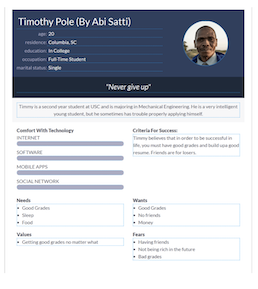 Timothy Pole (By Abi Satti)
age: 20
residence: Columbia, SC
education: In College
occupation: Full-Time Student
marital status: Single
"Never give up"
Timmy is a second year student at USC and is majoring in Mechanical Engineering. He is a very intelligent
young student, but he sometimes has trouble properly applying himself.
Comfort With Technology
INTERNET
SOFTWARE
MOBILE APPS
SOCIAL NETWORK
Criteria For Success:
Timmy believes that in order to be successful in
life, you must have good grades and build upa good
resume. Friends are for losers.
Needs
• Good Grades
• Sleep
• Food
Wants
• Good Grades
• No friends
• Money
Values
• Getting good grades no matter what
Fears
• Having friends
• Not being rich in the future
• Bad grades